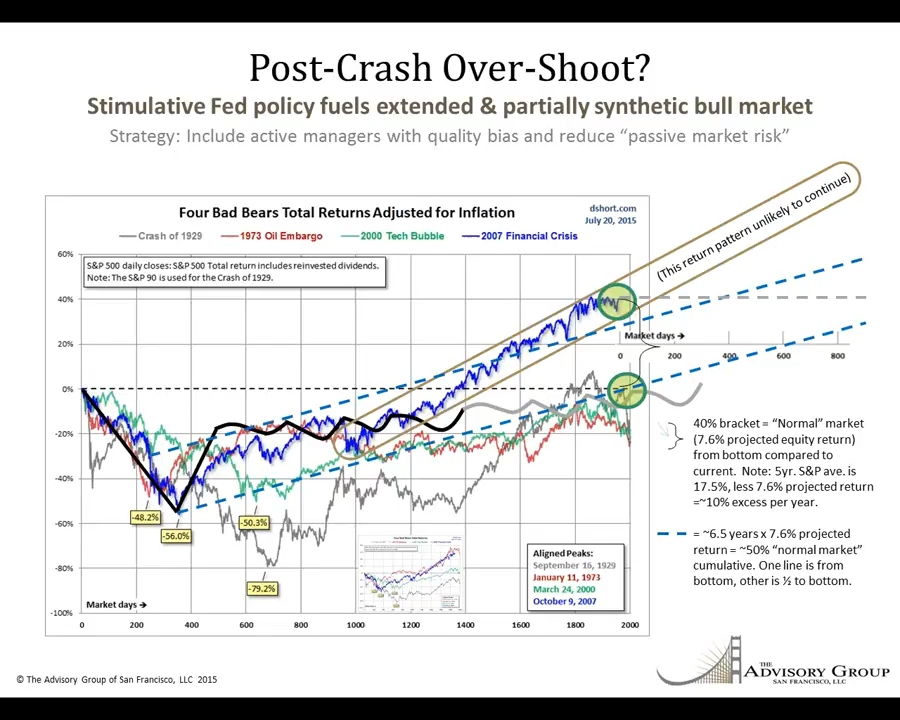 Post-Crash Over-Shoot?
Stimulative Fed policy fuels extended & partially synthetic bull market
Strategy: Include active managers with quality bias and reduce “passive market risk”
Four Bad Bears Total Returns Adjusted for Inflation
dshort.com
July 20, 2015
Crash of 1929 1973 Oil Embargo 2000 Tech Bubble 2007 Financial Crisis
S&P 500 daily closes: S&P 500 Total return includes reinvested dividends.
Note: The S&P 90 is used for the Crash of 1929.
(This return pattern unlikely to continue)
60%
40%
20%
0%
-20%
-40%
-60%
-80%
-100%
Market days →
0 200 400 600 800
-48.2%
-56.0%
-50.3%
-79.2%
Aligned Peaks:
September 16, 1929
January 11, 1973
March 24, 2000
October 9, 2007
Market days →
0 200 400 600 800 1000 1200 1400 1600 1800 2000
40% bracket = “Normal” market
(7.6% projected equity return)
from bottom compared to
current. Note: 5yr. S&P ave. is
17.5%, less 7.6% projected return
=~10% excess per year.
= ~6.5 years x 7.6% projected
return = ~50% “normal market”
cumulative. One line is from
bottom, other is ½ to bottom.
© The Advisory Group of San Francisco, LLC 2015
THE
ADVISORY GROUP
SAN FRANCISCO, LLC